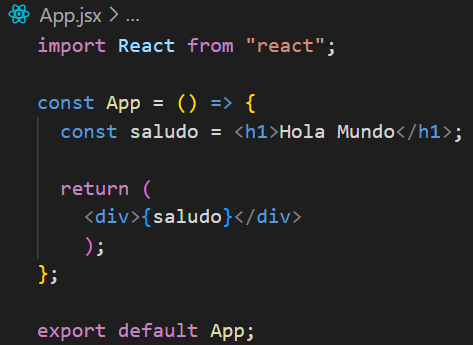 App.jsx > ...
import React from "react";
const App = () => {
const saludo = <h1>Hola Mundo</h1>;
return (
<div>{saludo}</div>
);
};
export default App;